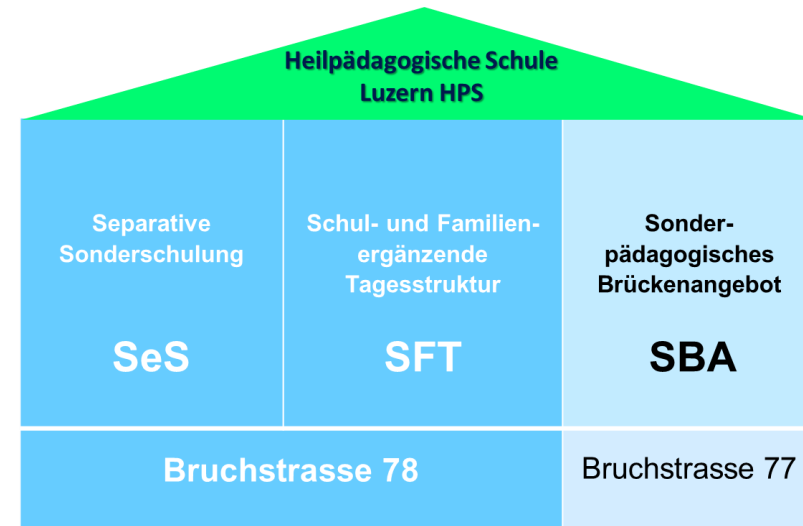 Heilpädagogische Schule
Luzern HPS
Separative
Sonderschulung
SeS
Schul- und Familien-
ergänzende
Tagesstruktur
SFT
Sonder-
pädagogisches
Brückenangebot
SBA
Bruchstrasse 78
Bruchstrasse 77